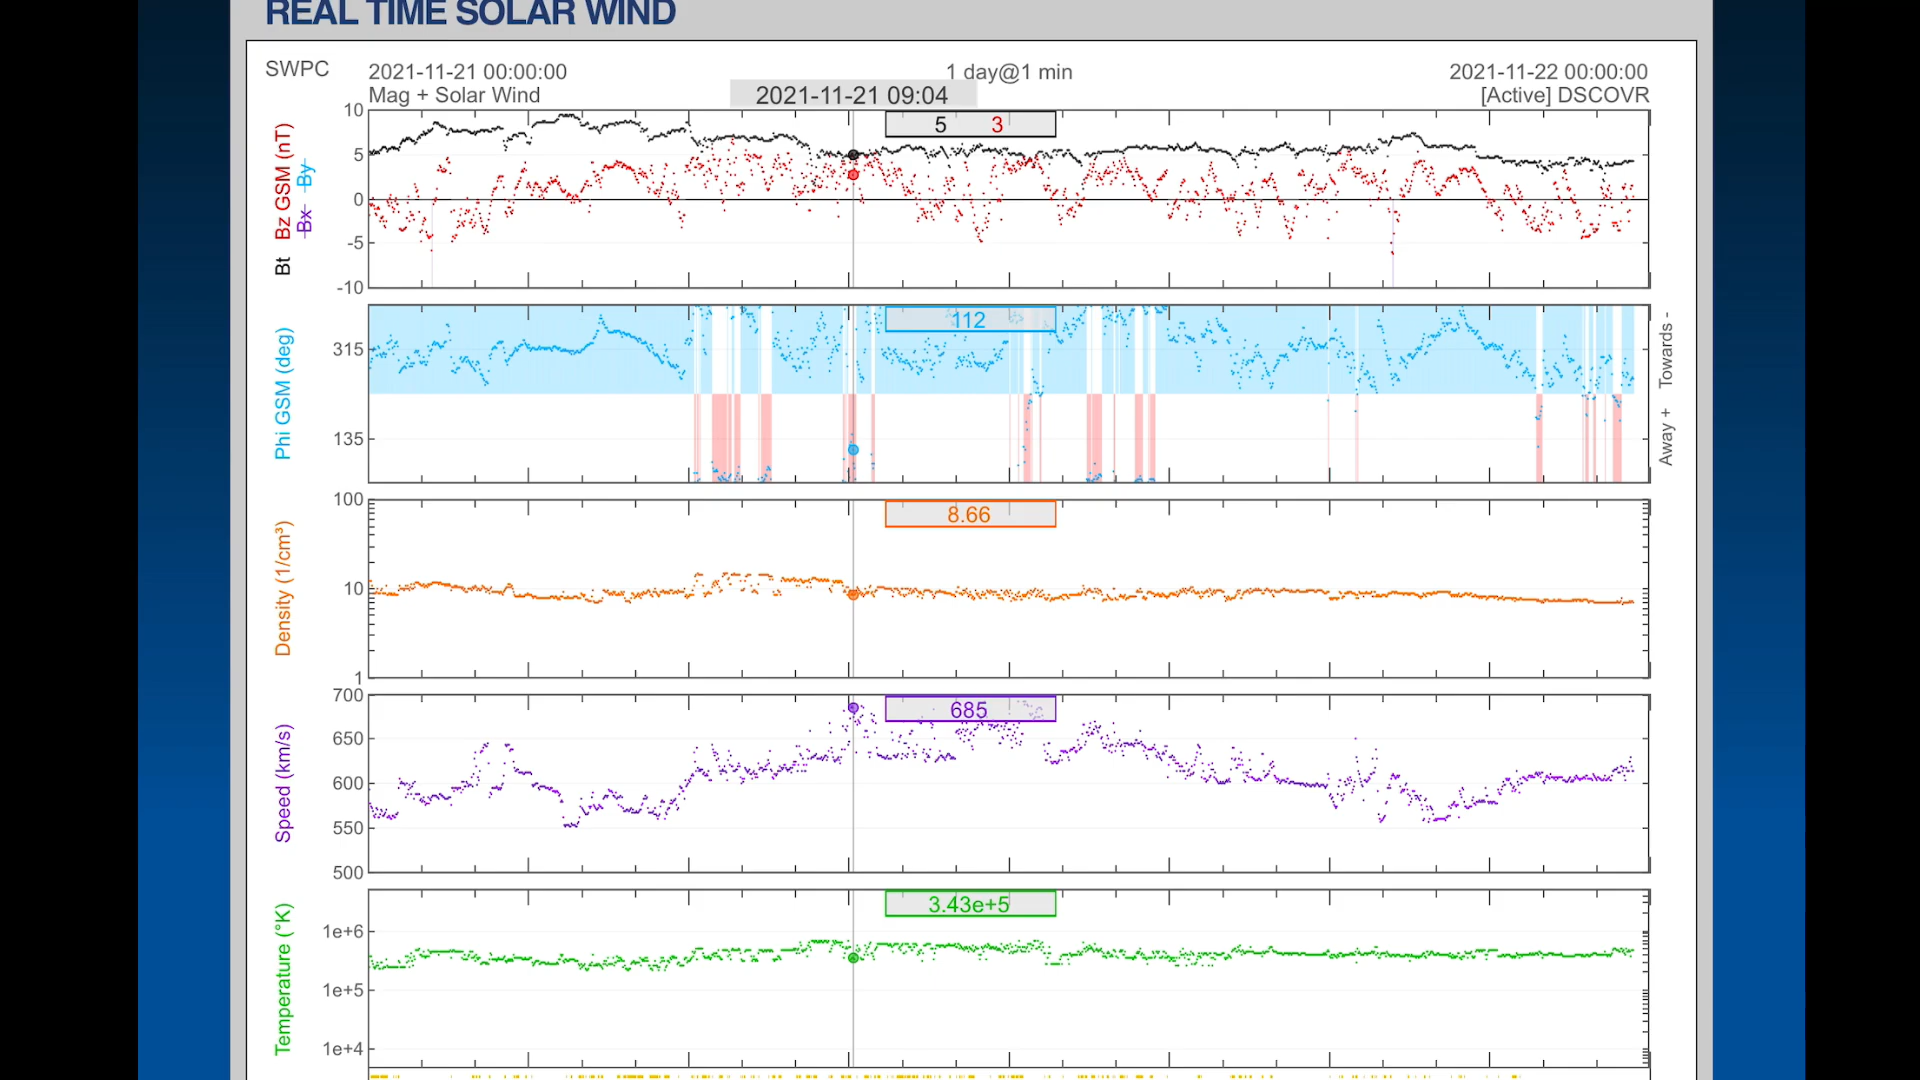 REAL TIME SOLAR WIND
SWPC 2021-11-21 00:00:00 1 day@1 min 2021-11-22 00:00:00
Mag + Solar Wind 2021-11-21 09:04 [Active] DSCOVR
Bt Bz GSM (nT)
Bx By
10
5
0
-5
-10
5 3
Phi GSM (deg)
315
135
112
Away + Towards -
Density (1/cm³)
100
10
1
8.66
Speed (km/s)
700
650
600
550
500
685
Temperature (°K)
1e+6
1e+5
1e+4
3.43e+5